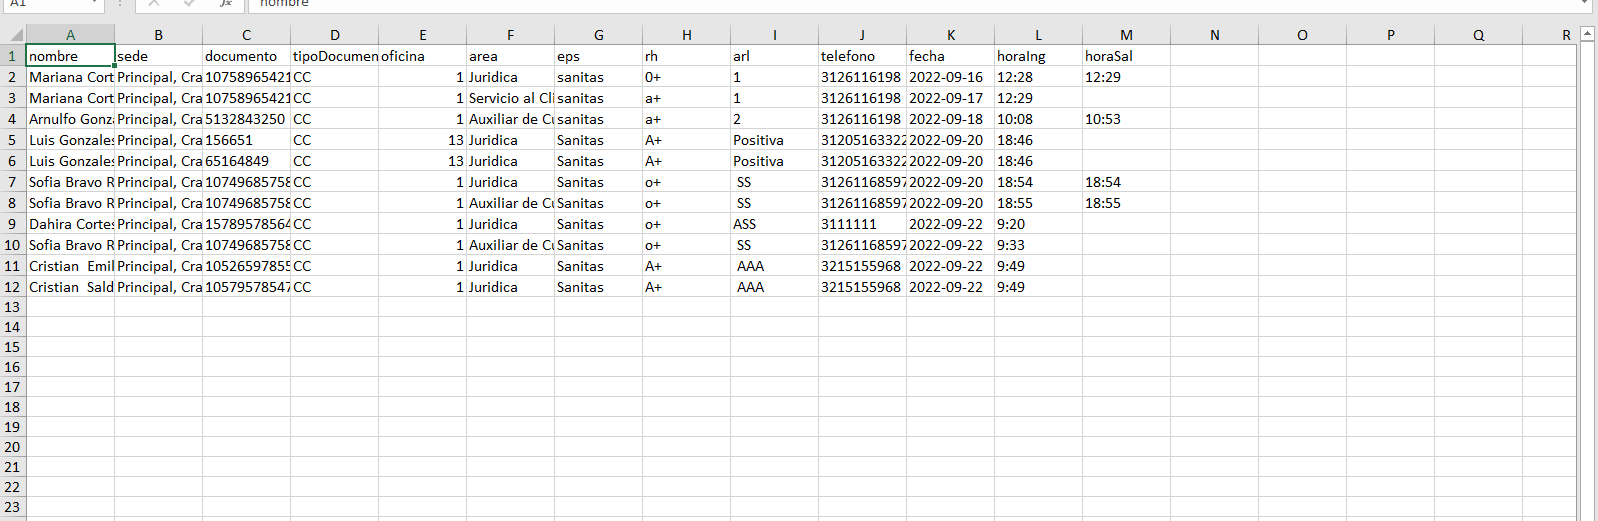 A1 fx nombre
A B C D E F G H I J K L M N O P Q R
1 nombre sede documento tipoDocumen oficina area eps rh arl telefono fecha horaIng horaSal
2 Mariana Cort Principal, Cra 10758965421 CC 1 Juridica sanitas 0+ 1 3126116198 2022-09-16 12:28 12:29
3 Mariana Cort Principal, Cra 10758965421 CC 1 Servicio al Cli sanitas a+ 1 3126116198 2022-09-17 12:29
4 Arnulfo Gonz Principal, Cra 5132843250 CC 1 Auxiliar de Cu sanitas a+ 2 3126116198 2022-09-18 10:08 10:53
5 Luis Gonzales Principal, Cra 156651 CC 13 Juridica Sanitas A+ Positiva 31205163322 2022-09-20 18:46
6 Luis Gonzales Principal, Cra 65164849 CC 13 Juridica Sanitas A+ Positiva 31205163322 2022-09-20 18:46
7 Sofia Bravo R Principal, Cra 10749685758 CC 1 Juridica Sanitas o+ SS 31261168597 2022-09-20 18:54 18:54
8 Sofia Bravo R Principal, Cra 10749685758 CC 1 Auxiliar de Cu Sanitas o+ SS 31261168597 2022-09-20 18:55 18:55
9 Dahira Cortes Principal, Cra 15789578564 CC 1 Juridica Sanitas o+ ASS 3111111 2022-09-22 9:20
10 Sofia Bravo R Principal, Cra 10749685758 CC 1 Auxiliar de Cu Sanitas o+ SS 31261168597 2022-09-22 9:33
11 Cristian Emil Principal, Cra 10526597855 CC 1 Juridica Sanitas A+ AAA 3215155968 2022-09-22 9:49
12 Cristian Sald Principal, Cra 10579578547 CC 1 Juridica Sanitas A+ AAA 3215155968 2022-09-22 9:49
13
14
15
16
17
18
19
20
21
22
23